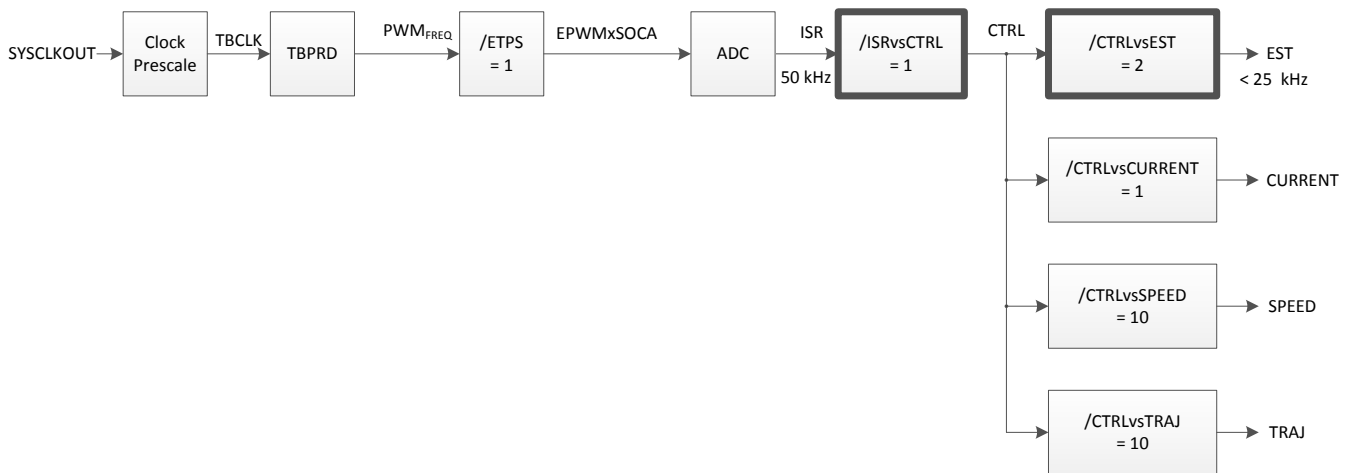 SYSCLKOUT
Clock
Prescale
TBCLK
TBPRD
PWMFREQ
/ETPS
= 1
EPWMxSOCA
ADC
ISR
50 kHz
/ISRvsCTRL
= 1
CTRL
/CTRLvsEST
= 2
EST
< 25 kHz
/CTRLvsCURRENT
= 1
CURRENT
/CTRLvsSPEED
= 10
SPEED
/CTRLvsTRAJ
= 10
TRAJ